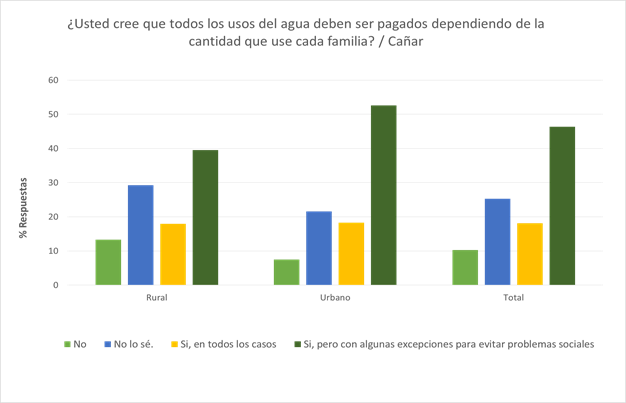 ¿Usted cree que todos los usos del agua deben ser pagados dependiendo de la
cantidad que use cada familia? / Cañar
60
50
40
30
20
10
0
% Respuestas
Rural Urbano Total
No No lo sé. Si, en todos los casos Si, pero con algunas excepciones para evitar problemas sociales